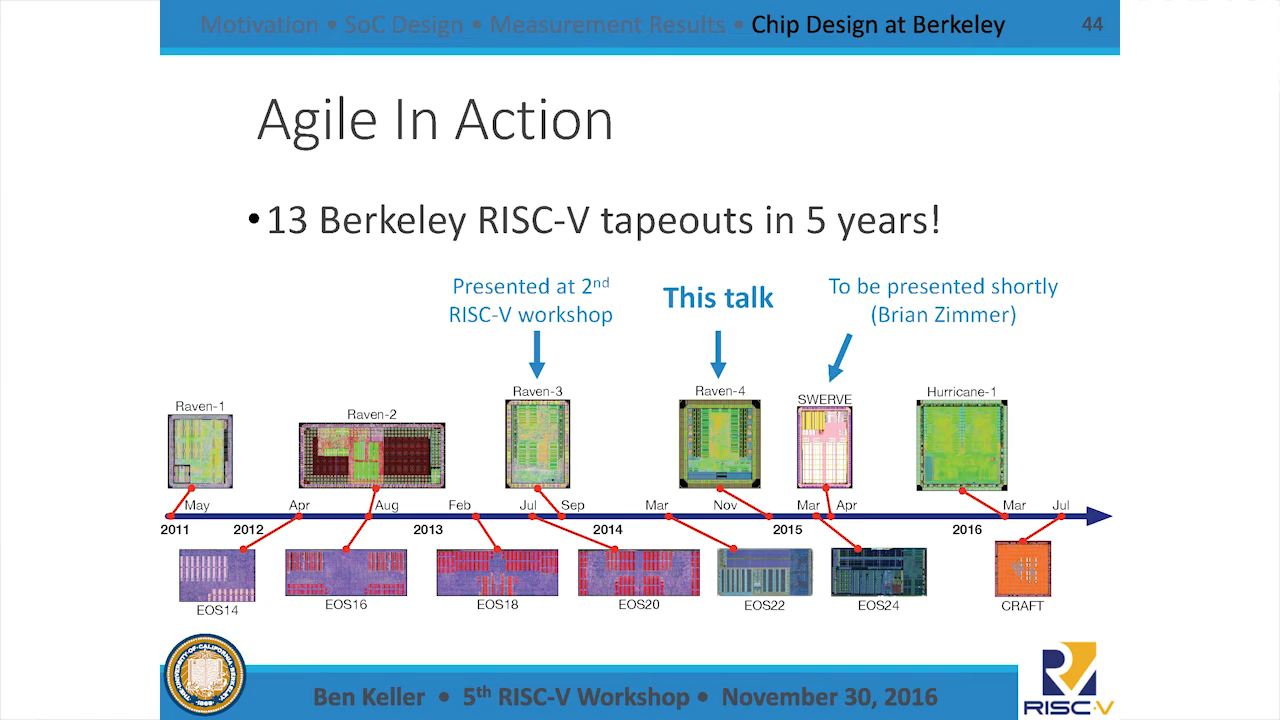 Motivation • SoC Design • Measurement Results • Chip Design at Berkeley
44
Agile In Action
• 13 Berkeley RISC-V tapeouts in 5 years!
Presented at 2nd
RISC-V workshop
This talk
To be presented shortly
(Brian Zimmer)
Raven-1
Raven-2
Raven-3
Raven-4
SWERVE
Hurricane-1
May
Apr
Aug
Feb
Jul
Sep
Mar
Nov
Mar
Apr
Mar
Jul
2011
2012
2013
2014
2015
2016
EOS14
EOS16
EOS18
EOS20
EOS22
EOS24
CRAFT
Ben Keller • 5th RISC-V Workshop • November 30, 2016
RISC-V